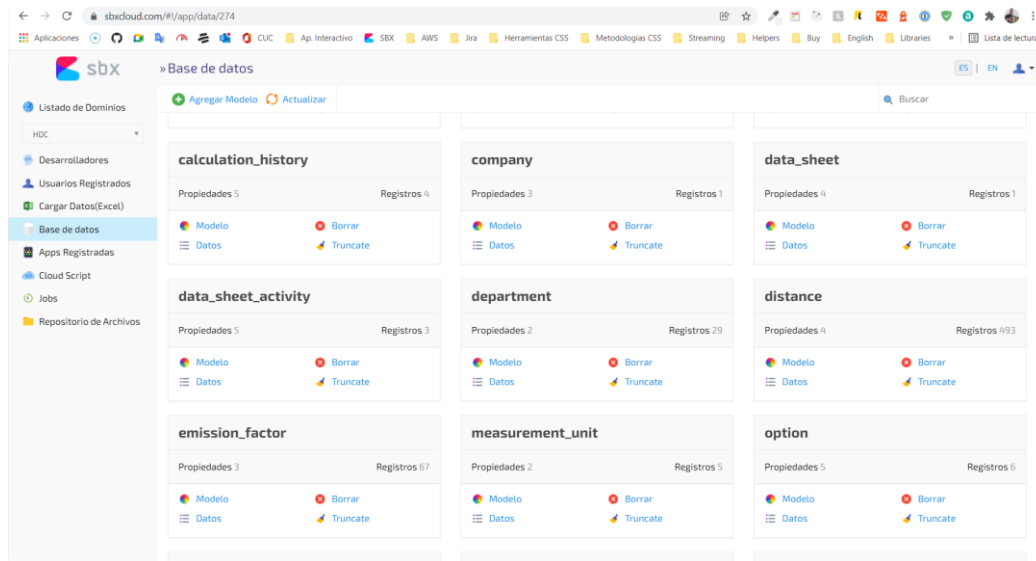 sbxcloud.com/#!/app/data/274
Aplicaciones CUC Ap. Interactivo SBX AWS Jira Herramientas CSS Metodologias CSS Streaming Helpers Buy English Libraries » Lista de lectura
sbx » Base de datos ES | EN
Listado de Dominios
Agregar Modelo Actualizar Buscar
HDC
Desarrolladores
Usuarios Registrados
Cargar Datos(Excel)
Base de datos
Apps Registradas
Cloud Script
Jobs
Repositorio de Archivos
calculation_history
Propiedades 5 Registros 4
Modelo Borrar
Datos Truncate
company
Propiedades 3 Registros 1
Modelo Borrar
Datos Truncate
data_sheet
Propiedades 4 Registros 1
Modelo Borrar
Datos Truncate
data_sheet_activity
Propiedades 5 Registros 3
Modelo Borrar
Datos Truncate
department
Propiedades 2 Registros 29
Modelo Borrar
Datos Truncate
distance
Propiedades 4 Registros 493
Modelo Borrar
Datos Truncate
emission_factor
Propiedades 3 Registros 67
Modelo Borrar
Datos Truncate
measurement_unit
Propiedades 2 Registros 5
Modelo Borrar
Datos Truncate
option
Propiedades 5 Registros 6
Modelo Borrar
Datos Truncate